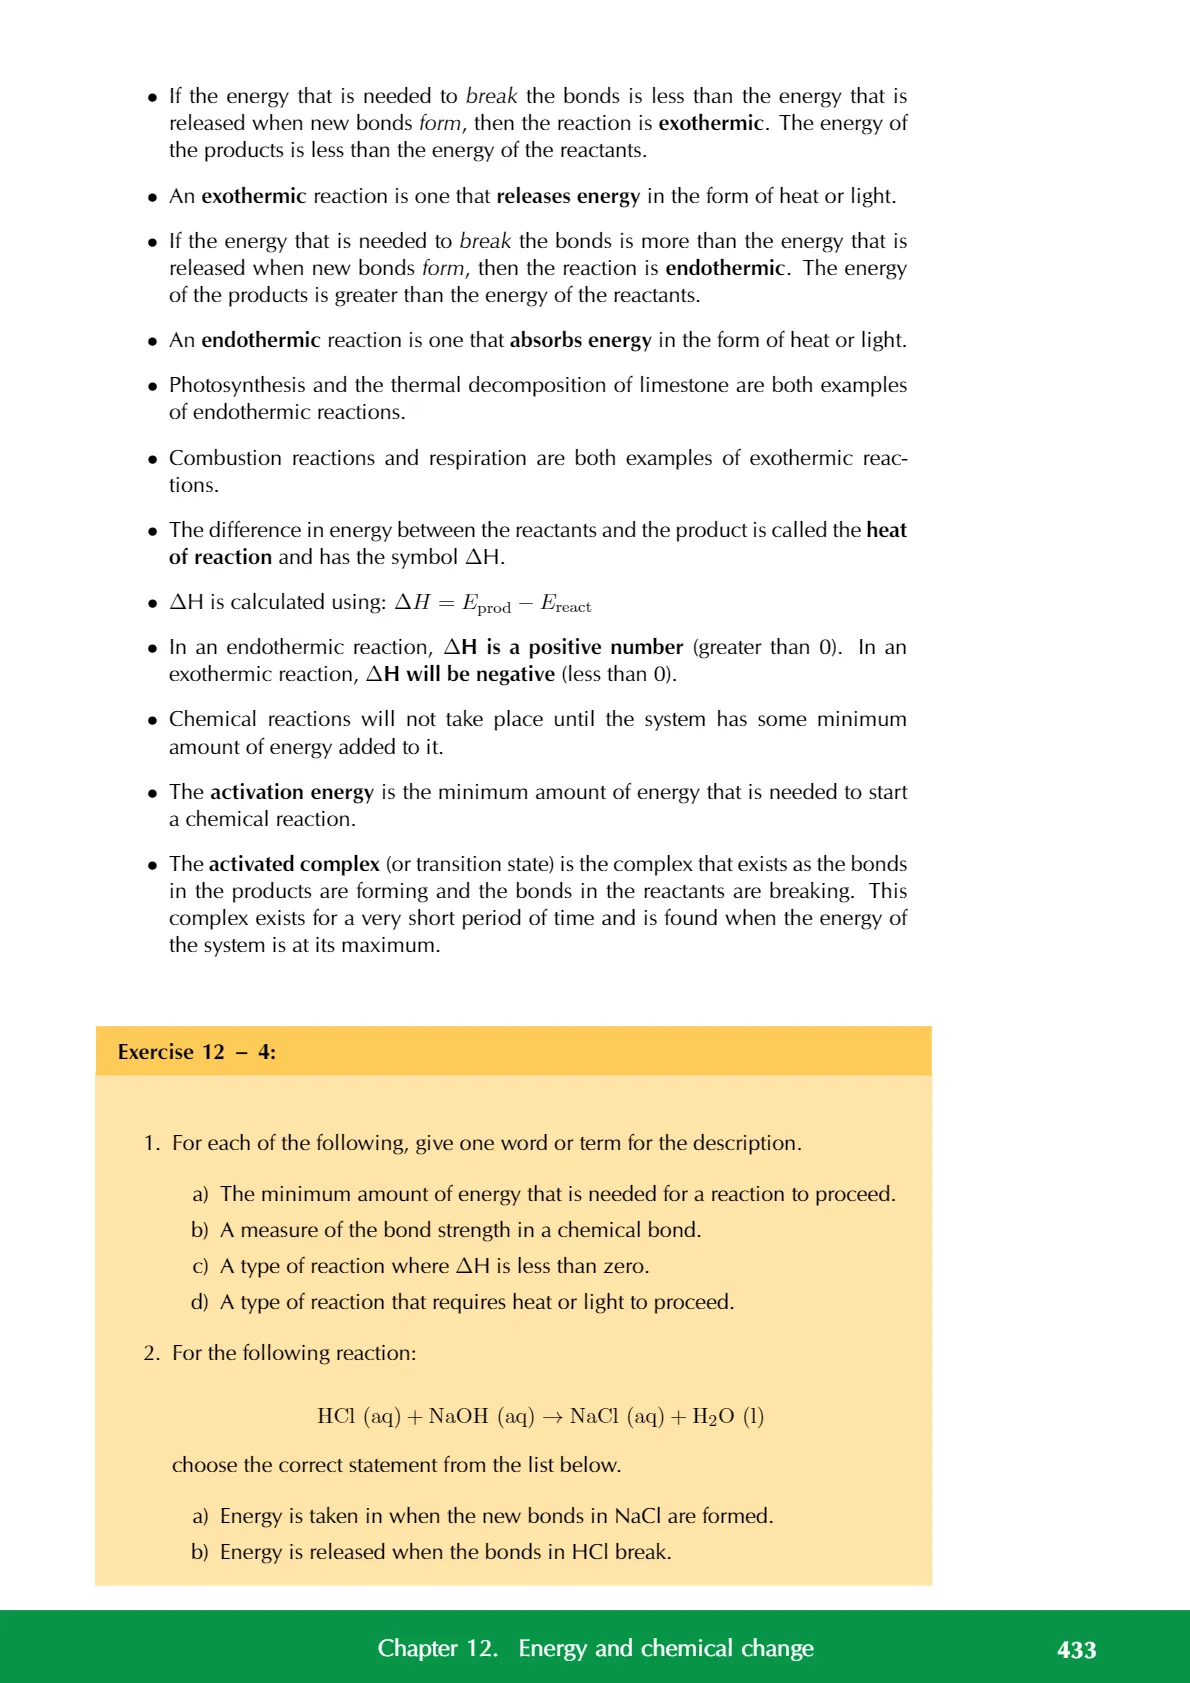 • If the energy that is needed to break the bonds is less than the energy that is
released when new bonds form, then the reaction is exothermic. The energy of
the products is less than the energy of the reactants.
• An exothermic reaction is one that releases energy in the form of heat or light.
• If the energy that is needed to break the bonds is more than the energy that is
released when new bonds form, then the reaction is endothermic. The energy
of the products is greater than the energy of the reactants.
• An endothermic reaction is one that absorbs energy in the form of heat or light.
• Photosynthesis and the thermal decomposition of limestone are both examples
of endothermic reactions.
• Combustion reactions and respiration are both examples of exothermic reac-
tions.
• The difference in energy between the reactants and the product is called the heat
of reaction and has the symbol ΔH.
• ΔH is calculated using: ΔH = E_prod − E_react
• In an endothermic reaction, ΔH is a positive number (greater than 0). In an
exothermic reaction, ΔH will be negative (less than 0).
• Chemical reactions will not take place until the system has some minimum
amount of energy added to it.
• The activation energy is the minimum amount of energy that is needed to start
a chemical reaction.
• The activated complex (or transition state) is the complex that exists as the bonds
in the products are forming and the bonds in the reactants are breaking. This
complex exists for a very short period of time and is found when the energy of
the system is at its maximum.
Exercise 12 – 4:
1. For each of the following, give one word or term for the description.
a) The minimum amount of energy that is needed for a reaction to proceed.
b) A measure of the bond strength in a chemical bond.
c) A type of reaction where ΔH is less than zero.
d) A type of reaction that requires heat or light to proceed.
2. For the following reaction:
HCl (aq) + NaOH (aq) → NaCl (aq) + H₂O (l)
choose the correct statement from the list below.
a) Energy is taken in when the new bonds in NaCl are formed.
b) Energy is released when the bonds in HCl break.
Chapter 12. Energy and chemical change 433